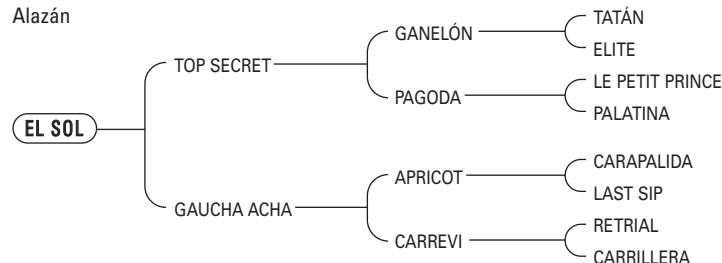 Alazán
TATÁN
GANELÓN
ELITE
TOP SECRET
LE PETIT PRINCE
PAGODA
PALATINA
EL SOL
CARAPALIDA
APRICOT
LAST SIP
GAUCHA ACHA
RETRIAL
CARREVI
CARRILLERA